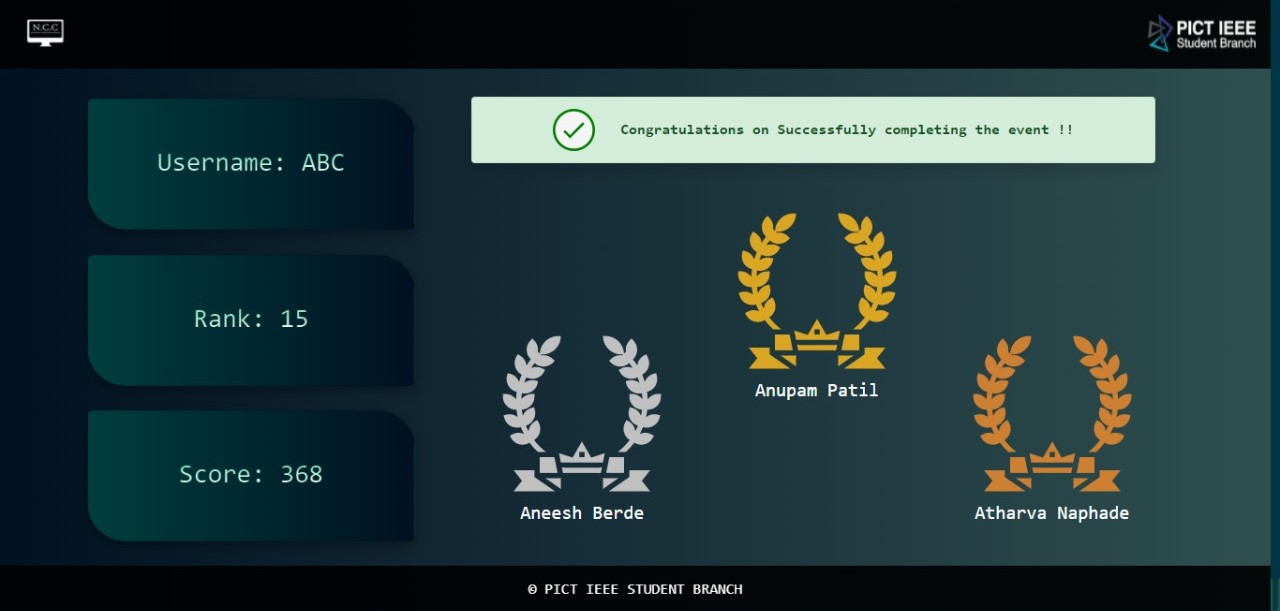 N.C.C
PICT IEEE
Student Branch
Username: ABC
Rank: 15
Score: 368
Congratulations on Successfully completing the event !!
Anupam Patil
Aneesh Berde
Atharva Naphade
© PICT IEEE STUDENT BRANCH